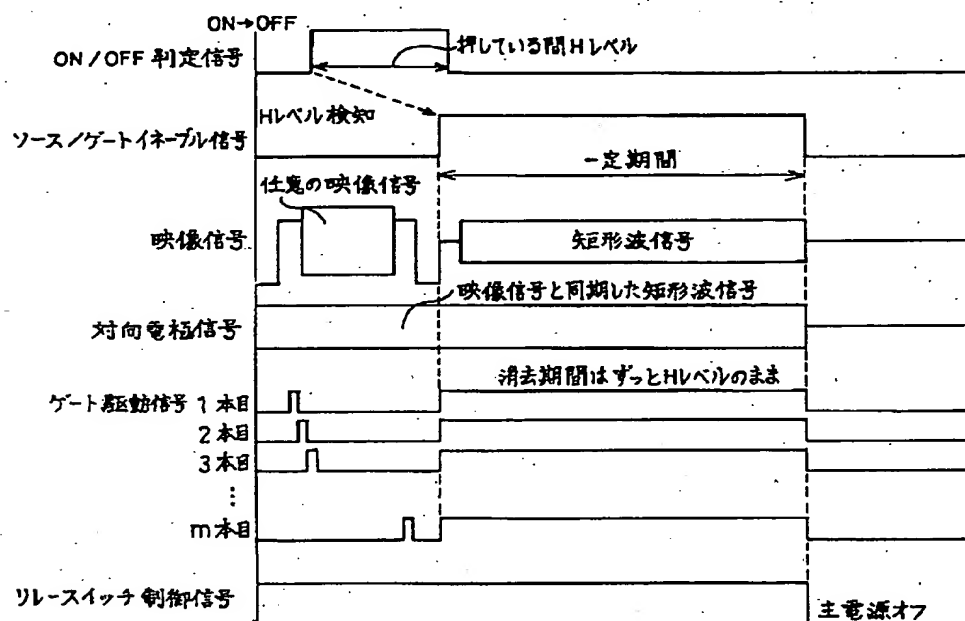 ON→OFF
ON/OFF 判定信号
押している間Hレベル
Hレベル検知
ソース/ゲートイネーブル信号
一定期間
任意の映像信号
映像信号
矩形波信号
映像信号と同期した矩形波信号
対向電極信号
消去期間はずっとHレベルのまま
ゲート駆動信号 1本目
2本目
3本目
⋮
m本目
リレースイッチ制御信号
主電源オフ